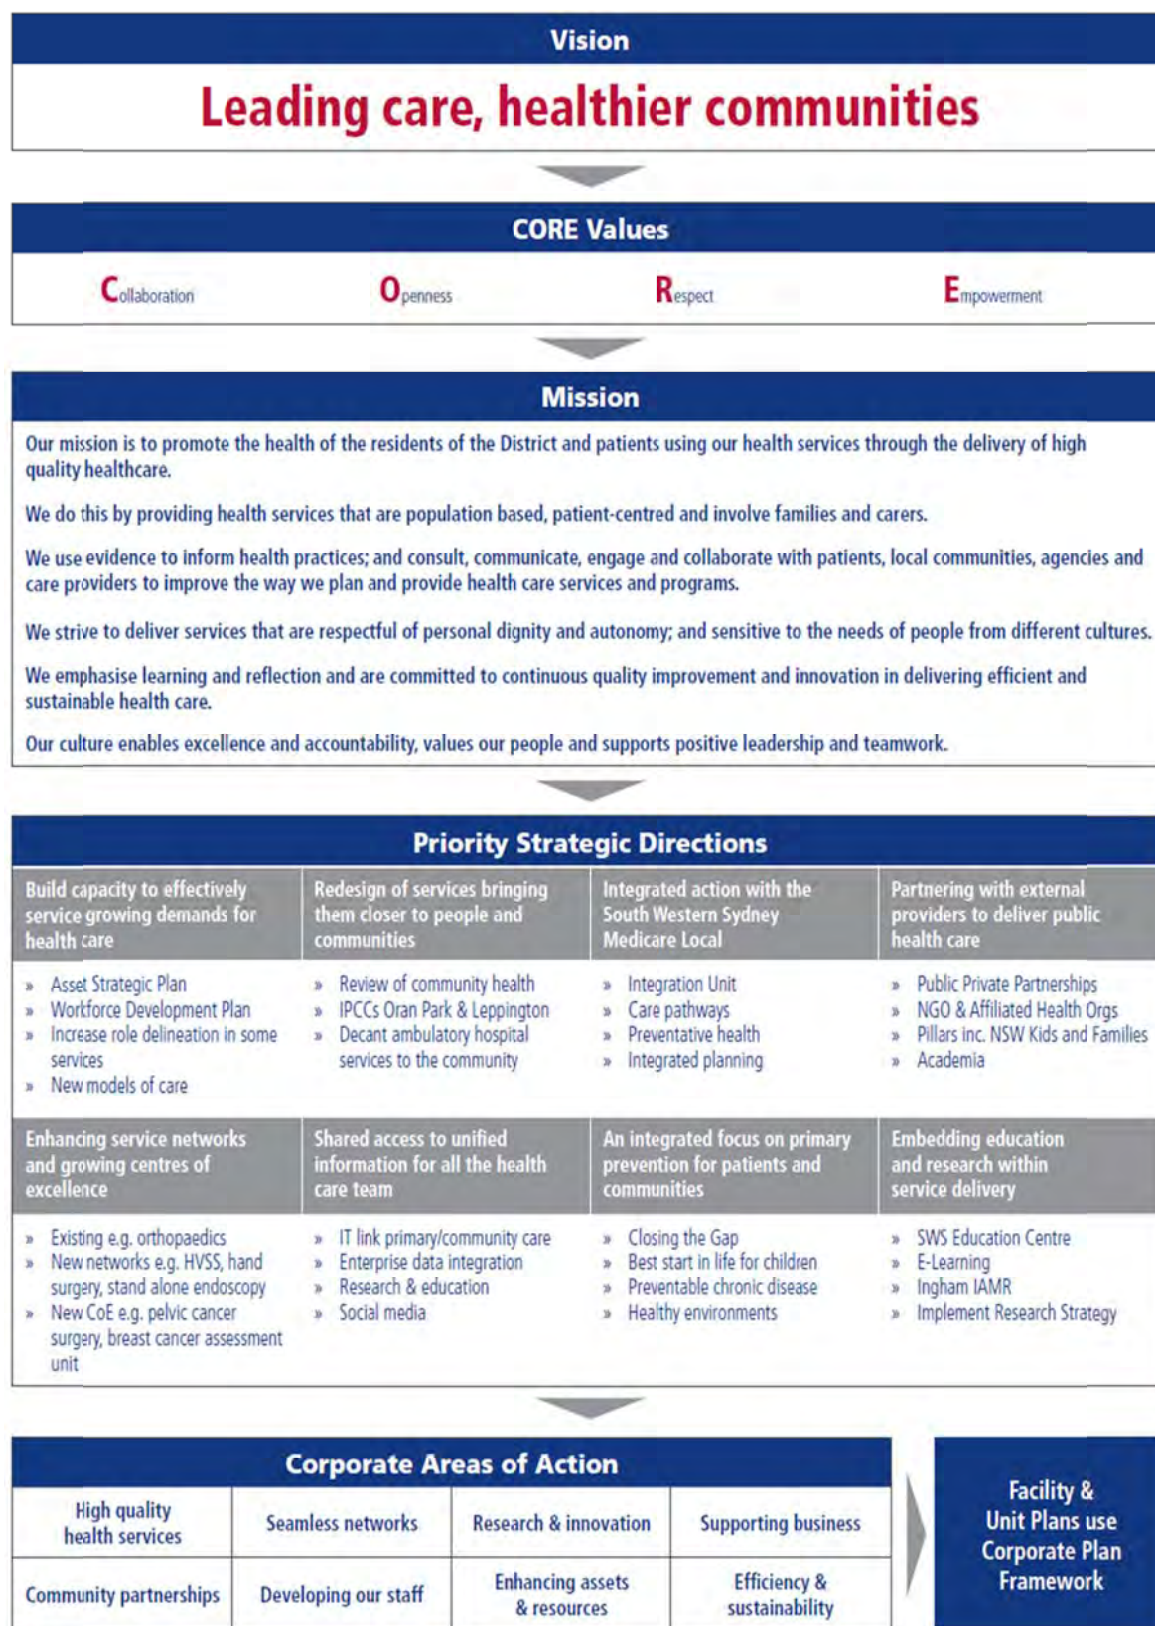 Vision
Leading care, healthier communities
CORE Values
Collaboration
Openness
Respect
Empowerment
Mission
Our mission is to promote the health of the residents of the District and patients using our health services through the delivery of high
quality healthcare.
We do this by providing health services that are population based, patient-centred and involve families and carers.
We use evidence to inform health practices; and consult, communicate, engage and collaborate with patients, local communities, agencies and
care providers to improve the way we plan and provide health care services and programs.
We strive to deliver services that are respectful of personal dignity and autonomy; and sensitive to the needs of people from different cultures.
We emphasise learning and reflection and are committed to continuous quality improvement and innovation in delivering efficient and
sustainable health care.
Our culture enables excellence and accountability, values our people and supports positive leadership and teamwork.
Priority Strategic Directions
Build capacity to effectively
service growing demands for
health care
» Asset Strategic Plan
» Workforce Development Plan
» Increase role delineation in some
services
» New models of care
Redesign of services bringing
them closer to people and
communities
» Review of community health
» IPCCs Oran Park & Leppington
» Decant ambulatory hospital
services to the community
Integrated action with the
South Western Sydney
Medicare Local
» Integration Unit
» Care pathways
» Preventative health
» Integrated planning
Partnering with external
providers to deliver public
health care
» Public Private Partnerships
» NGO & Affiliated Health Orgs
» Pillars inc. NSW Kids and Families
» Academia
Enhancing service networks
and growing centres of
excellence
» Existing e.g. orthopaedics
» New networks e.g. HVSS, hand
surgery, stand alone endoscopy
» New CoE e.g. pelvic cancer
surgery, breast cancer assessment
unit
Shared access to unified
information for all the health
care team
» IT link primary/community care
» Enterprise data integration
» Research & education
» Social media
An integrated focus on primary
prevention for patients and
communities
» Closing the Gap
» Best start in life for children
» Preventable chronic disease
» Healthy environments
Embedding education
and research within
service delivery
» SWS Education Centre
» E-Learning
» Ingham IAMR
» Implement Research Strategy
Corporate Areas of Action
High quality
health services
Seamless networks
Research & innovation
Supporting business
Community partnerships
Developing our staff
Enhancing assets
& resources
Efficiency &
sustainability
Facility &
Unit Plans use
Corporate Plan
Framework